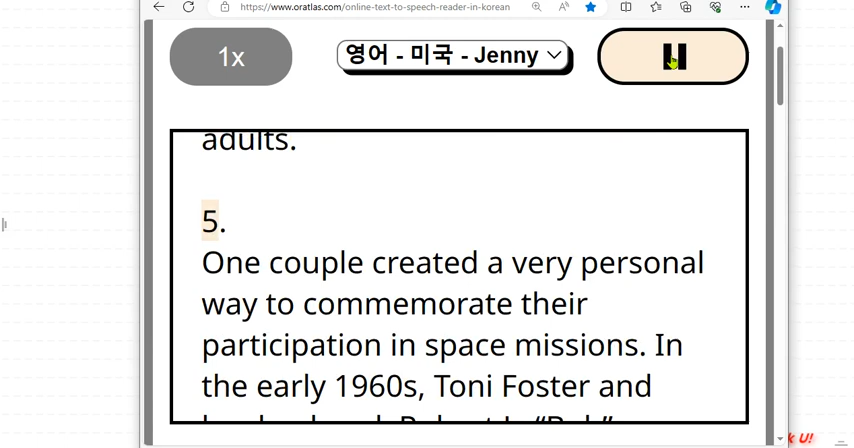 https://www.oratlas.com/online-text-to-speech-reader-in-korean
1x
영어 - 미국 - Jenny
adults.
5.
One couple created a very personal
way to commemorate their
participation in space missions. In
the early 1960s, Toni Foster and
k U!